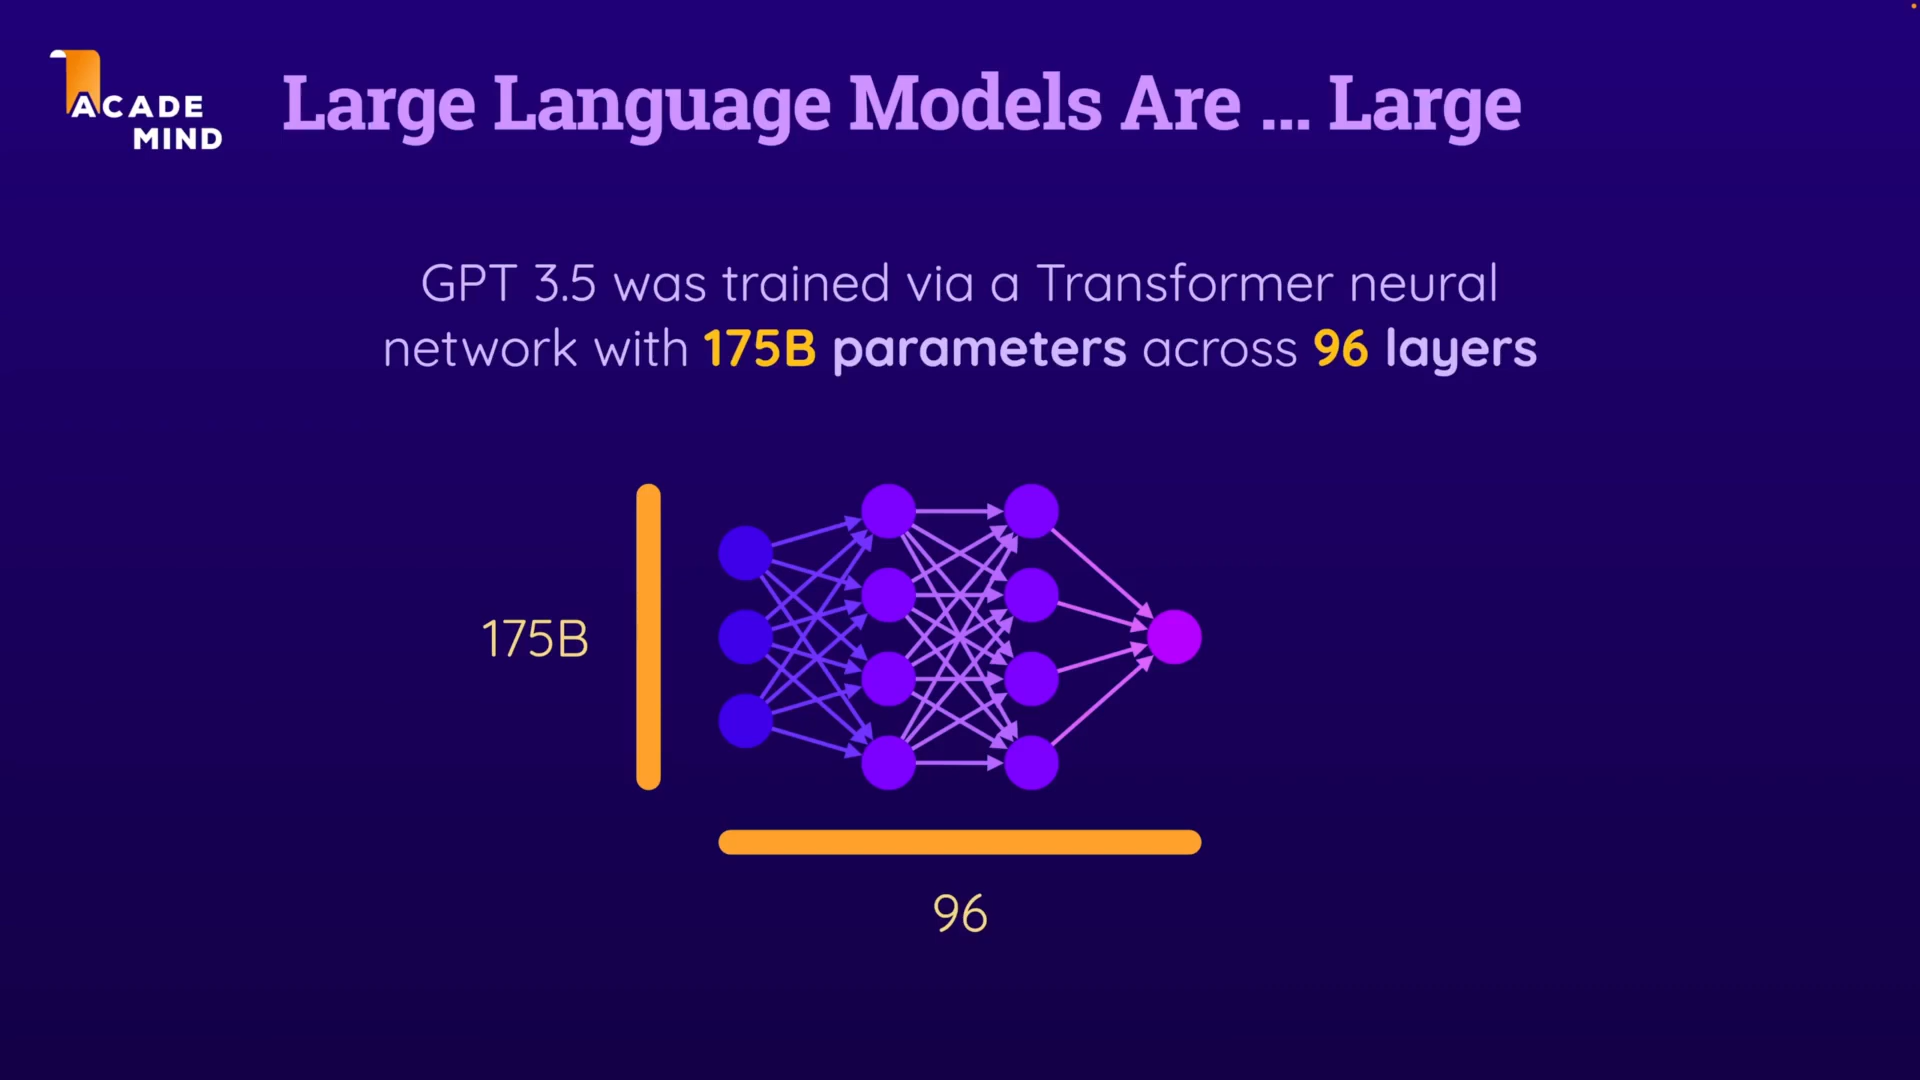 ACADE
MIND
Large Language Models Are ... Large
GPT 3.5 was trained via a Transformer neural
network with 175B parameters across 96 layers
175B
96